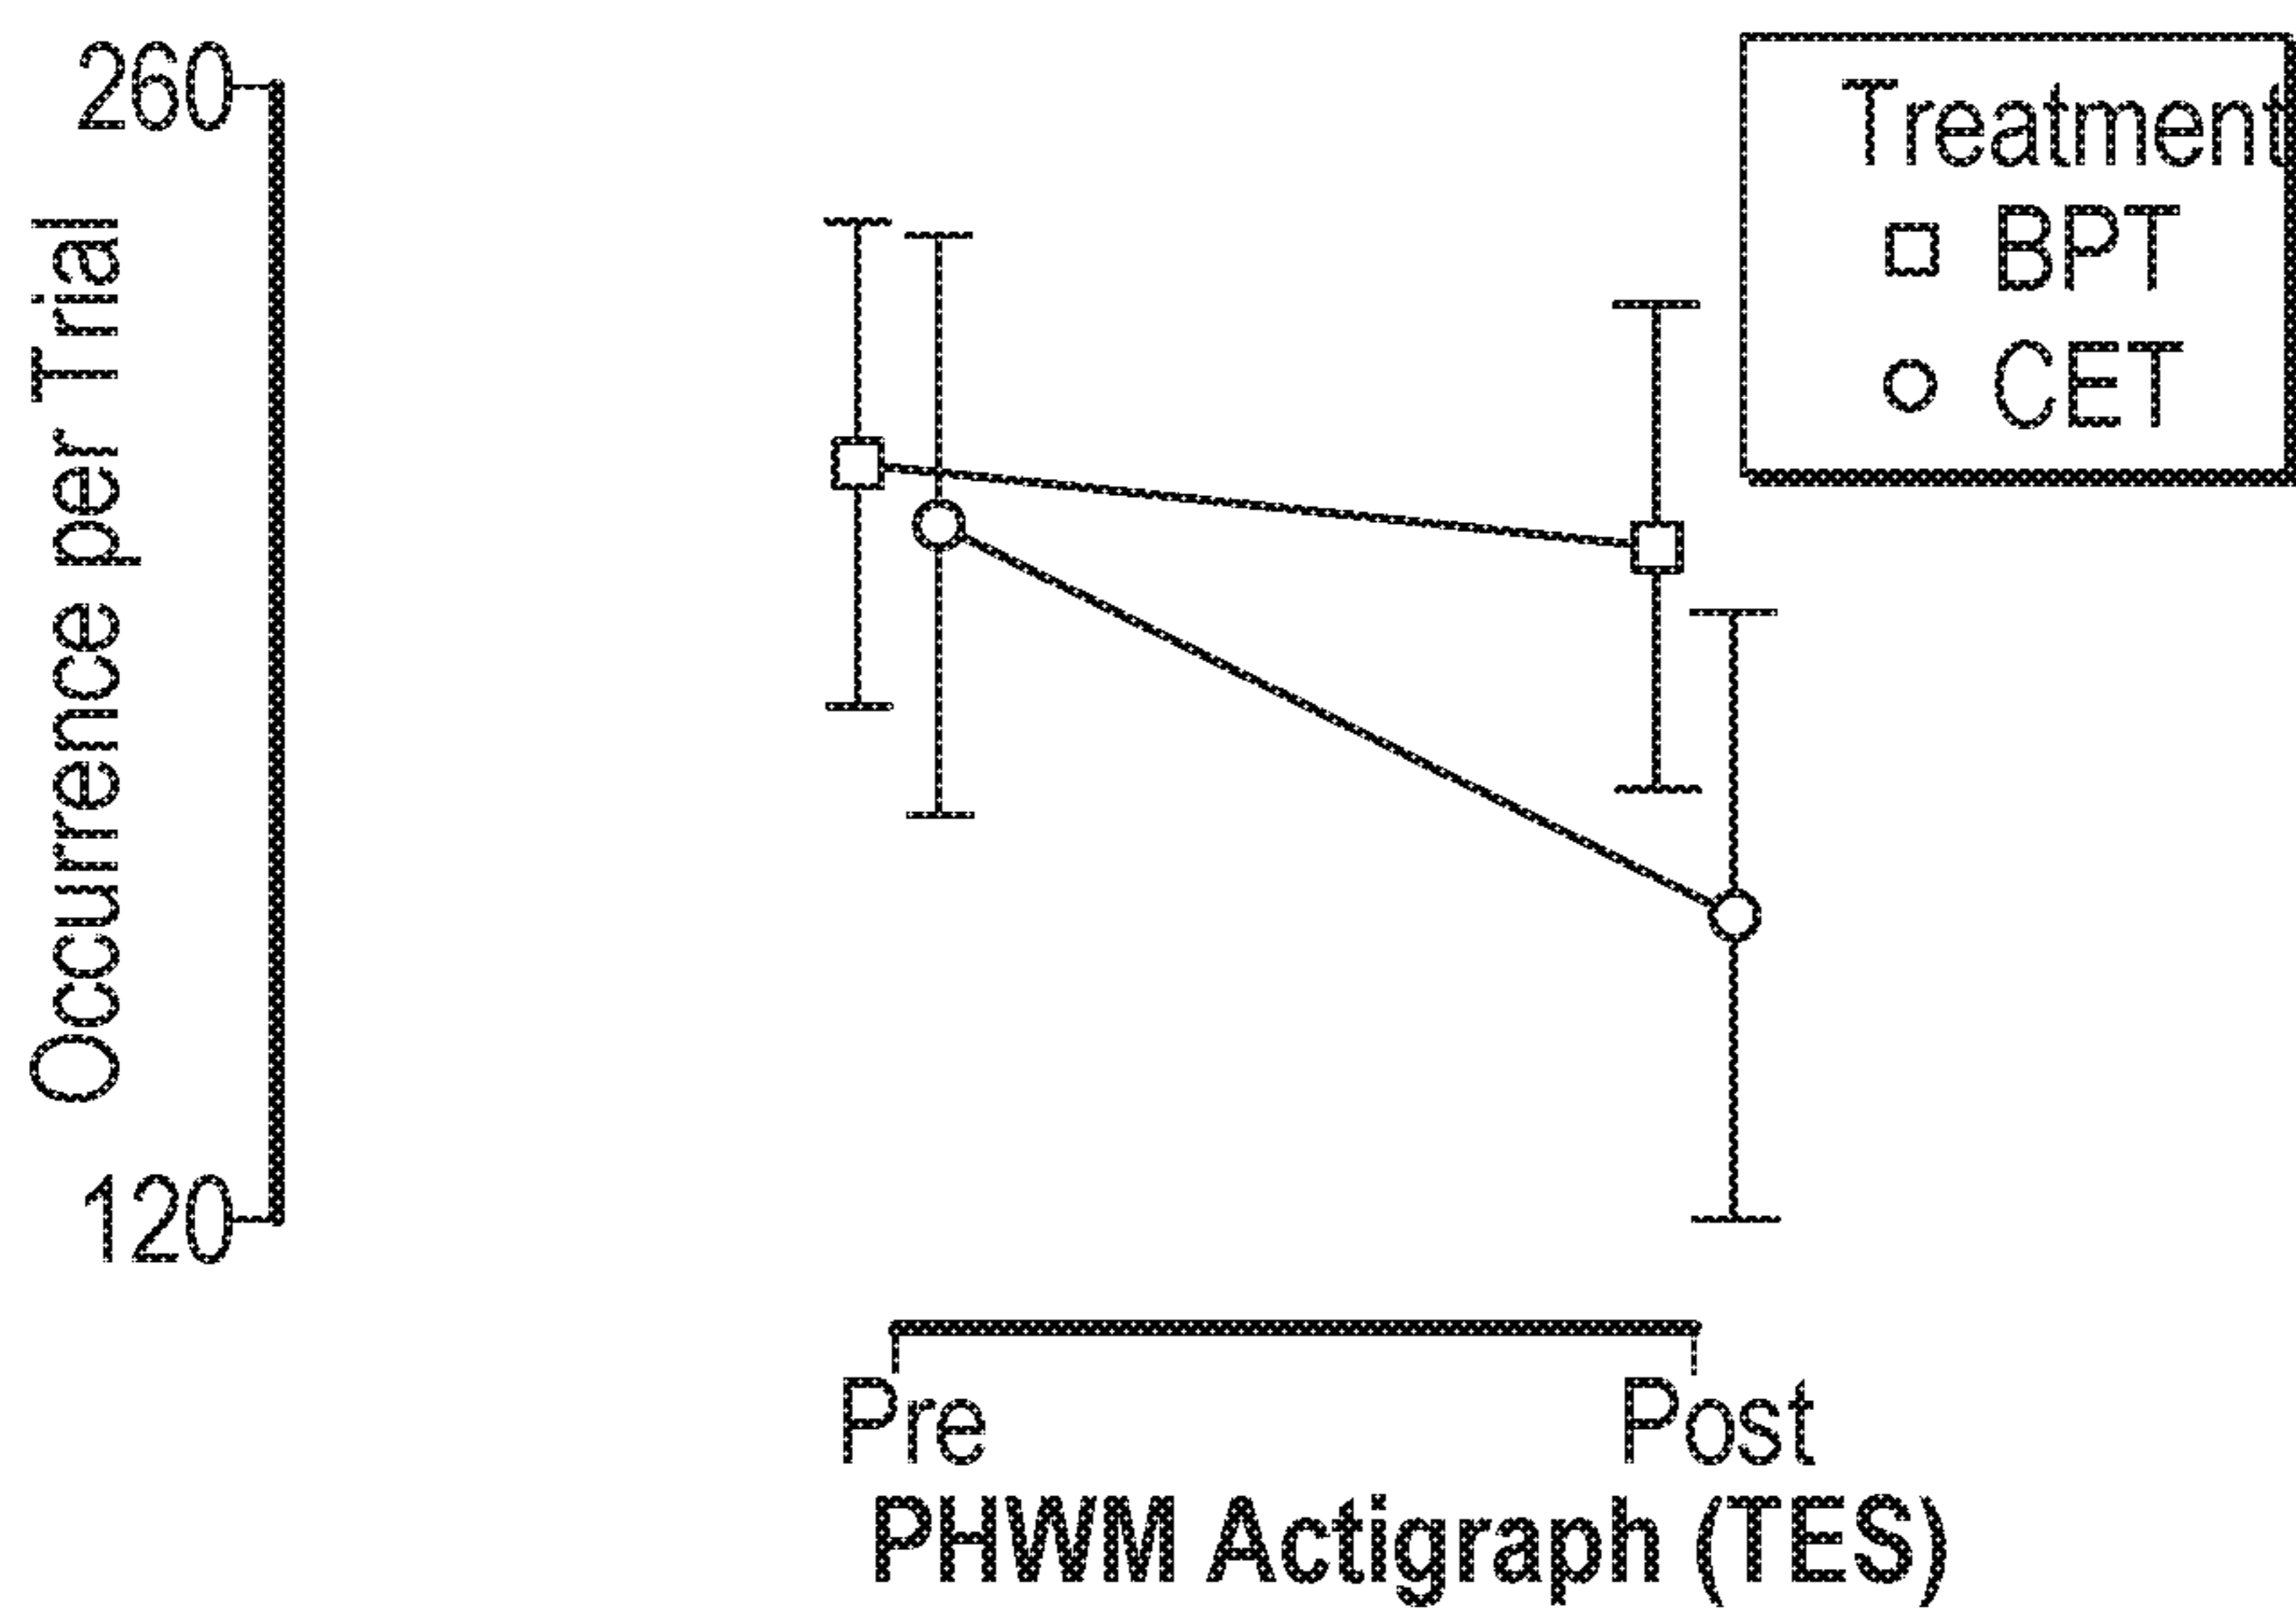 260
Occurrence per Trial
120
Treatment
BPT
CET
Pre
Post
PHWM Actigraph (TES)